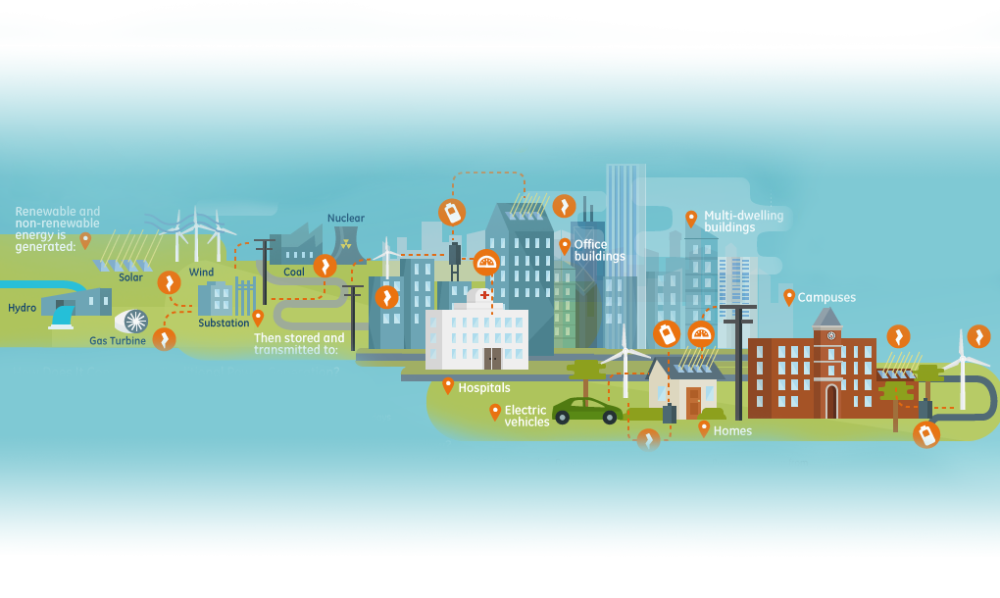 Renewable and
non-renewable
energy is
generated:
Solar
Wind
Nuclear
Coal
Hydro
Gas Turbine
Substation
Then stored and
transmitted to:
Hospitals
Electric
vehicles
Office
buildings
Multi-dwelling
buildings
Campuses
Homes